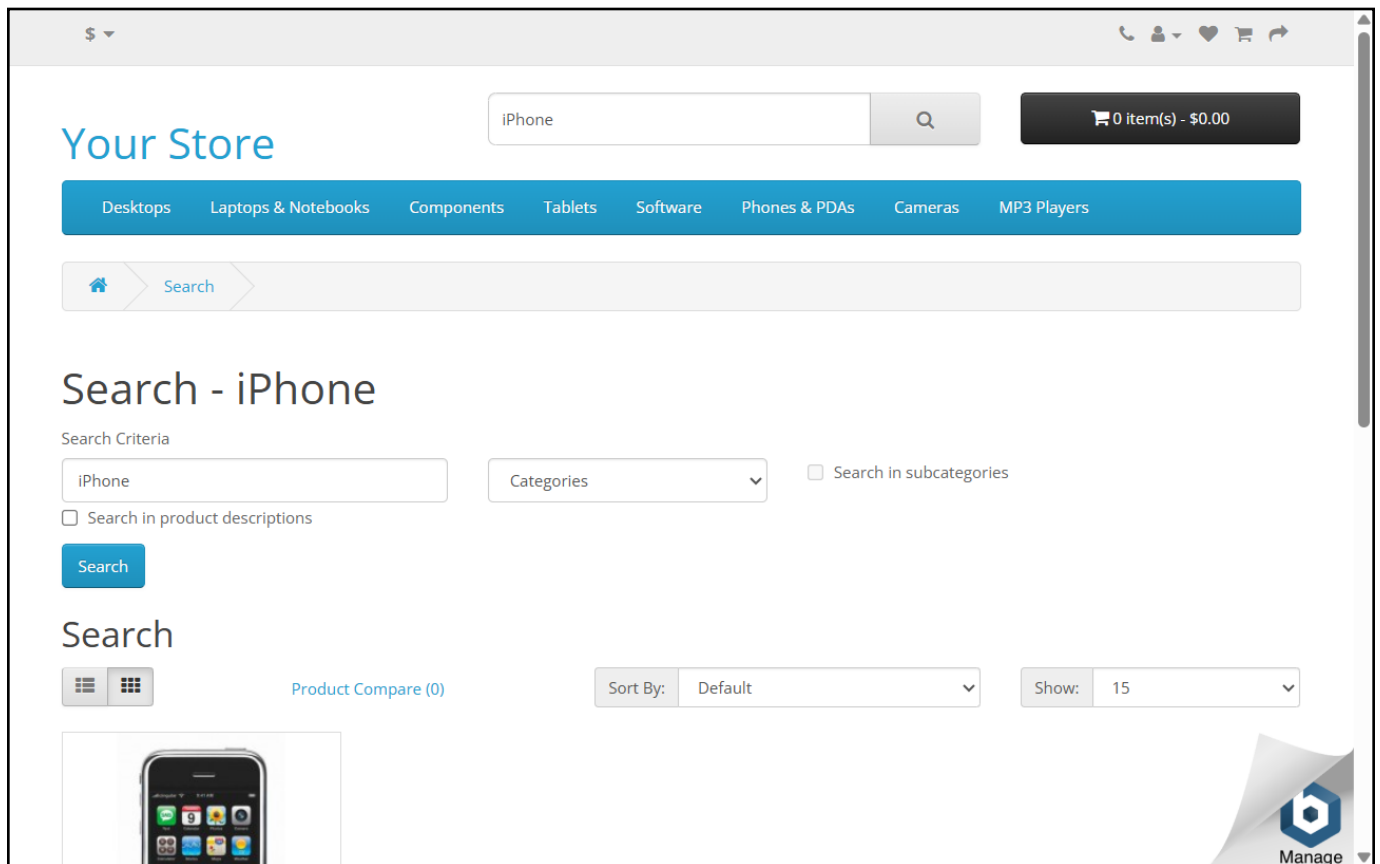 $
iPhone
0 item(s) - $0.00
Your Store
Desktops Laptops & Notebooks Components Tablets Software Phones & PDAs Cameras MP3 Players
Search
Search - iPhone
Search Criteria
iPhone
Categories
Search in subcategories
Search in product descriptions
Search
Search
Product Compare (0)
Sort By: Default
Show: 15
9
Manage